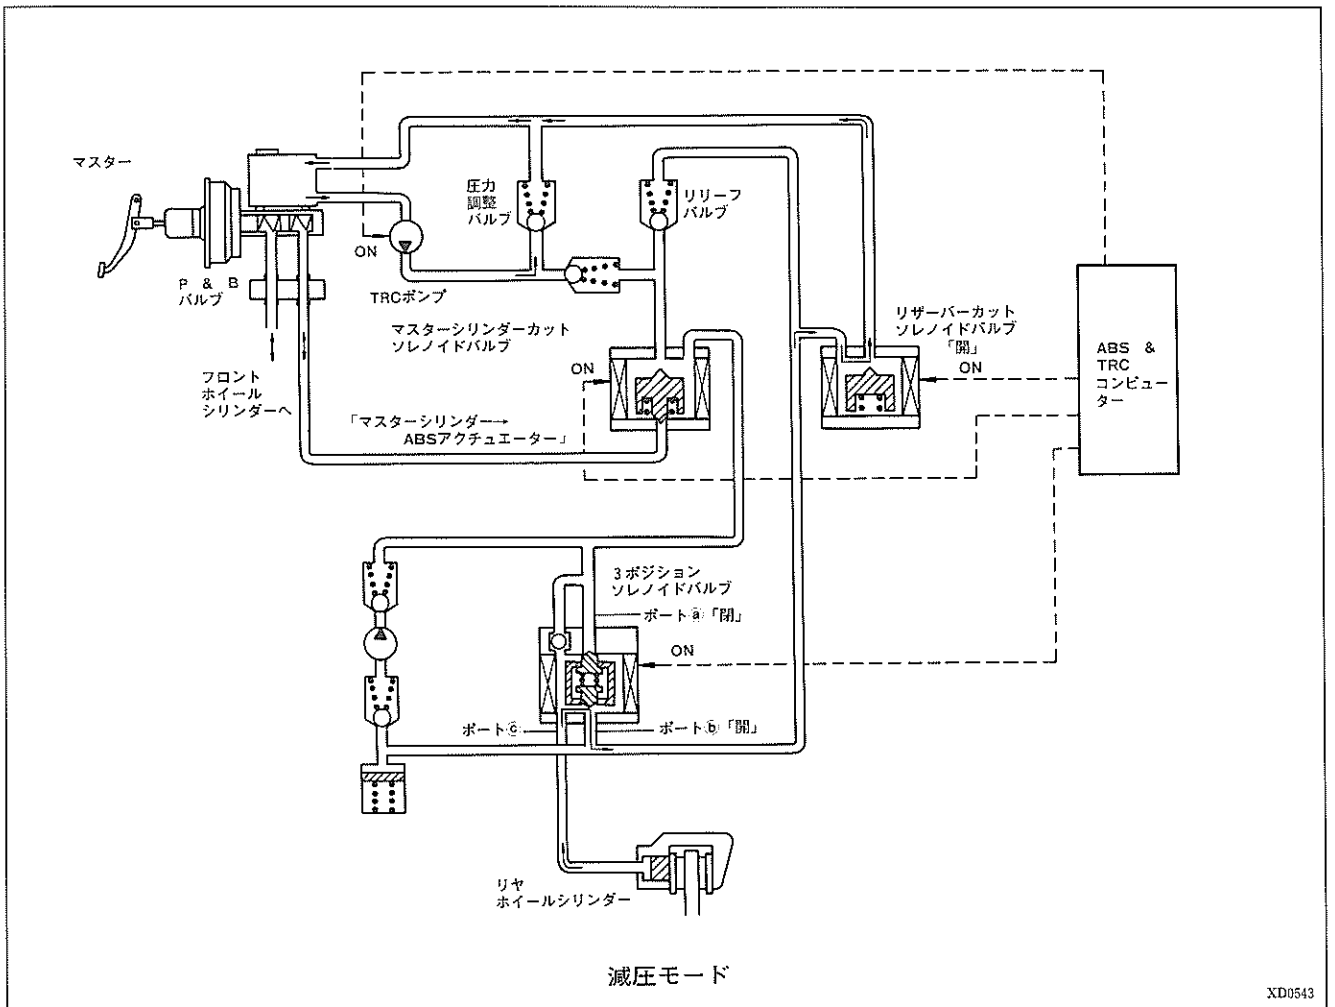 マスター
圧力
調整
バルブ
リリーフ
バルブ
ON
P & B
バルブ
TRCポンプ
マスターシリンダーカット
ソレノイドバルブ
リザーバーカット
ソレノイドバルブ
「開」
ON
ON
ABS &
TRC
コンピュー
ター
フロント
ホイール
シリンダーへ
「マスターシリンダー→
ABSアクチュエーター」
3ポジション
ソレノイドバルブ
ポートⓐ「閉」
ON
ポートⓒ
ポートⓑ「開」
リヤ
ホイールシリンダー
減圧モード
XD0543